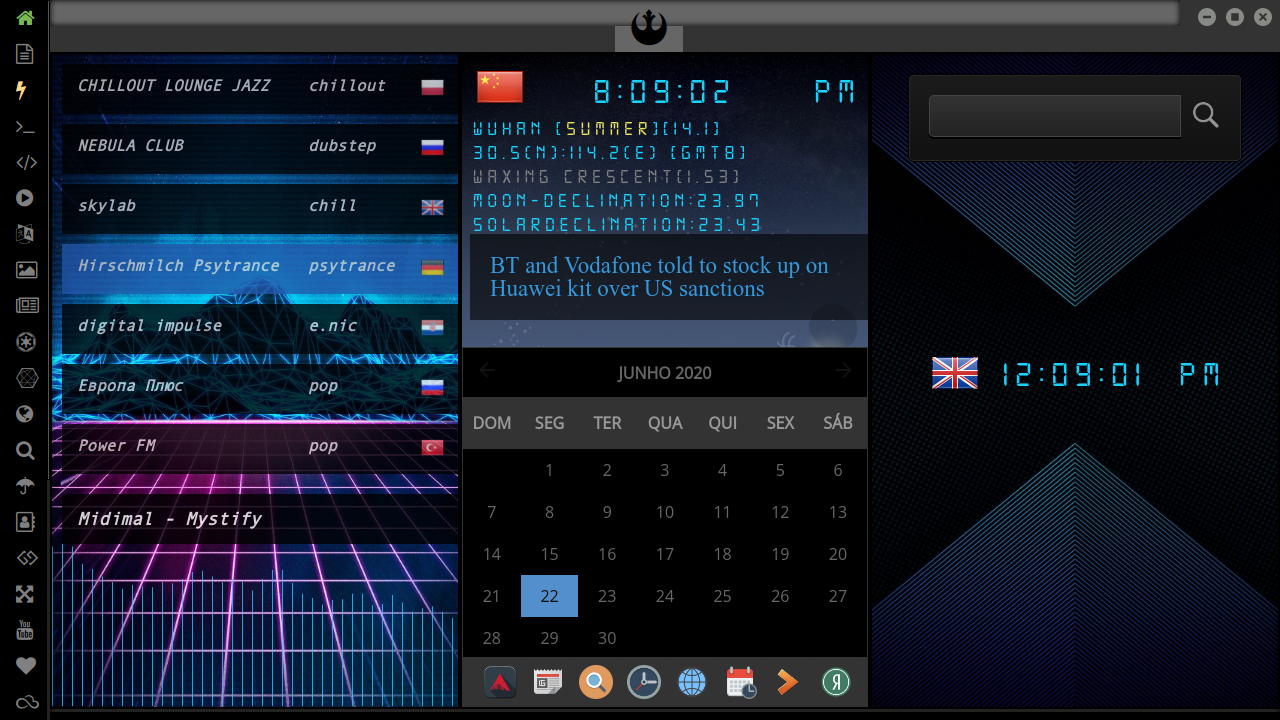 CHILLOUT LOUNGE JAZZ chillout
NEBULA CLUB dubstep
skylab chill
Hirschmilch Psytrance psytrance
digital impulse e.nic
Европа Плюс pop
Power FM pop
Midimal - Mystify
8:09:02 PM
WUHAN [SUMMER][14.1]
30.5(N):114.2(E) [GMT8]
WAXING CRESCENT(1.53)
MOON-DECLINATION:23.97
SOLARDECLINATION:23.43
BT and Vodafone told to stock up on
Huawei kit over US sanctions
JUNHO 2020
DOM SEG TER QUA QUI SEX SÁB
1 2 3 4 5 6
7 8 9 10 11 12 13
14 15 16 17 18 19 20
21 22 23 24 25 26 27
28 29 30
12:09:01 PM
You
Tube
Я